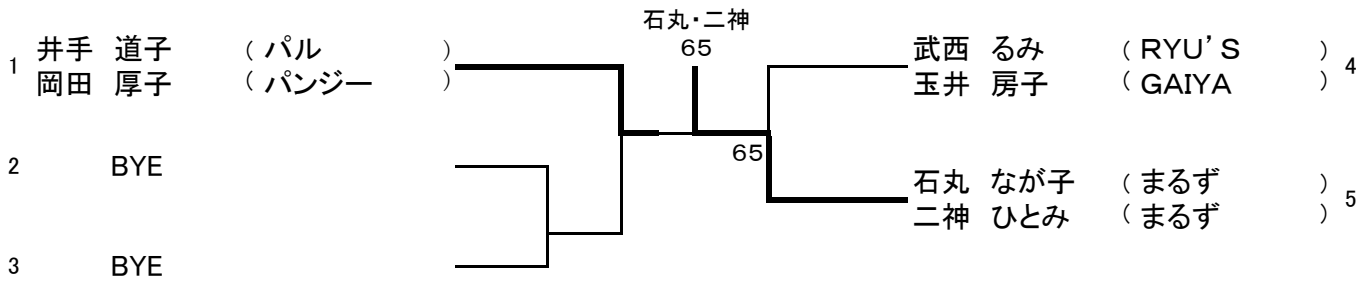 石丸・二神
65
1 井手 道子 ( パル )
岡田 厚子 ( パンジー )
武西 るみ ( RYU'S ) 4
玉井 房子 ( GAIYA )
65
2 BYE
石丸 なが子 ( まるず ) 5
二神 ひとみ ( まるず )
3 BYE